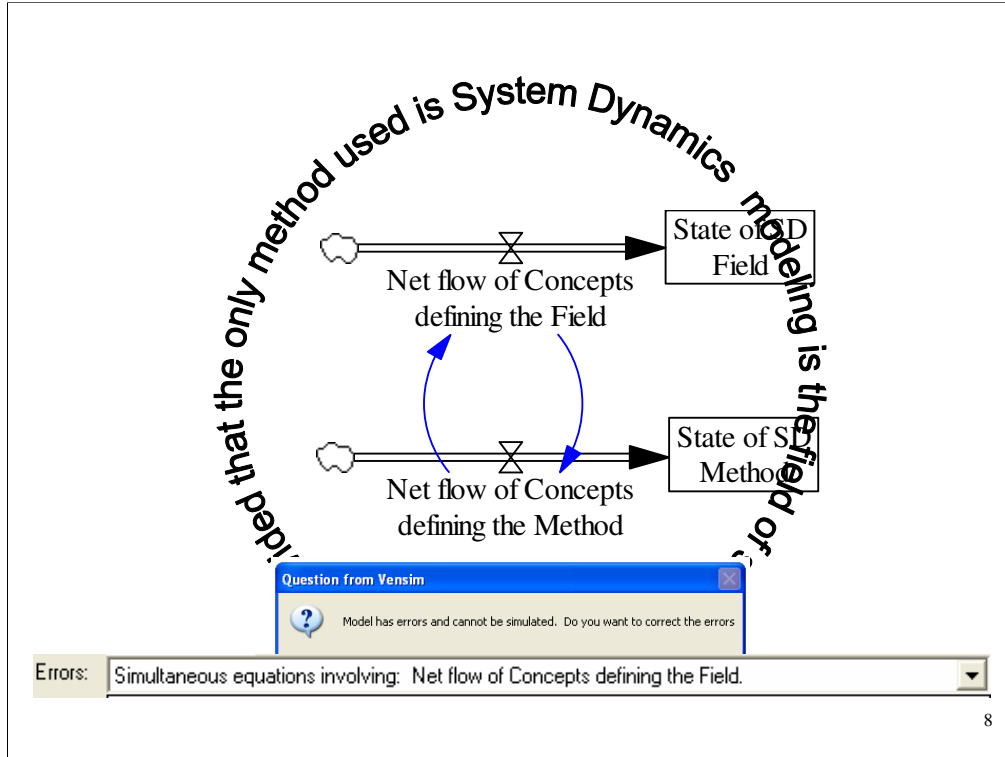 ided that the only method used is System Dynamics modeling is the field of
State of SD
Field
Net flow of Concepts
defining the Field
State of SD
Method
Net flow of Concepts
defining the Method
Question from Vensim
Model has errors and cannot be simulated. Do you want to correct the errors
Errors: Simultaneous equations involving: Net flow of Concepts defining the Field.
8